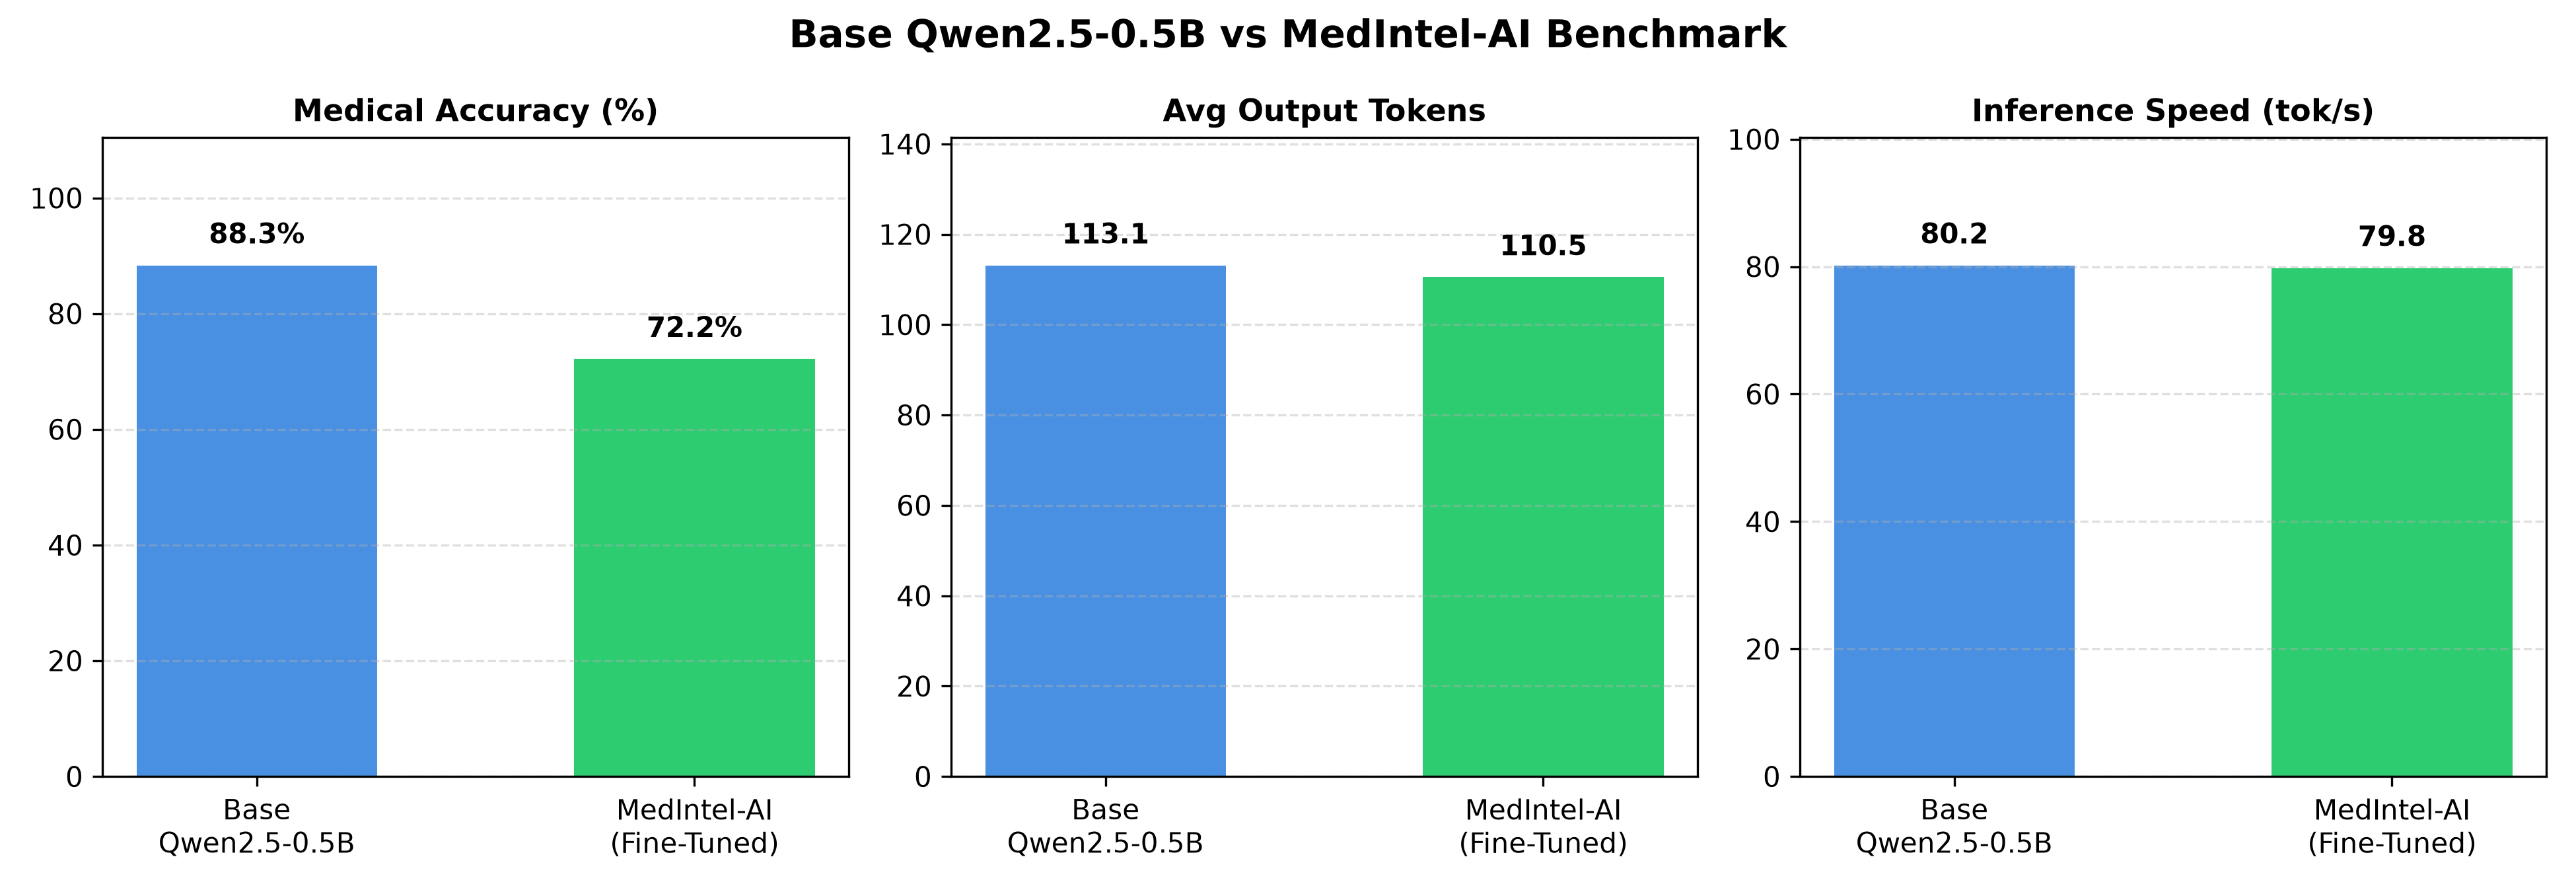 Base Qwen2.5-0.5B vs MedIntel-AI Benchmark
Medical Accuracy (%)
100
80
60
40
20
0
88.3%
72.2%
Base
Qwen2.5-0.5B
MedIntel-AI
(Fine-Tuned)
Avg Output Tokens
140
120
100
80
60
40
20
0
113.1
110.5
Base
Qwen2.5-0.5B
MedIntel-AI
(Fine-Tuned)
Inference Speed (tok/s)
100
80
60
40
20
0
80.2
79.8
Base
Qwen2.5-0.5B
MedIntel-AI
(Fine-Tuned)